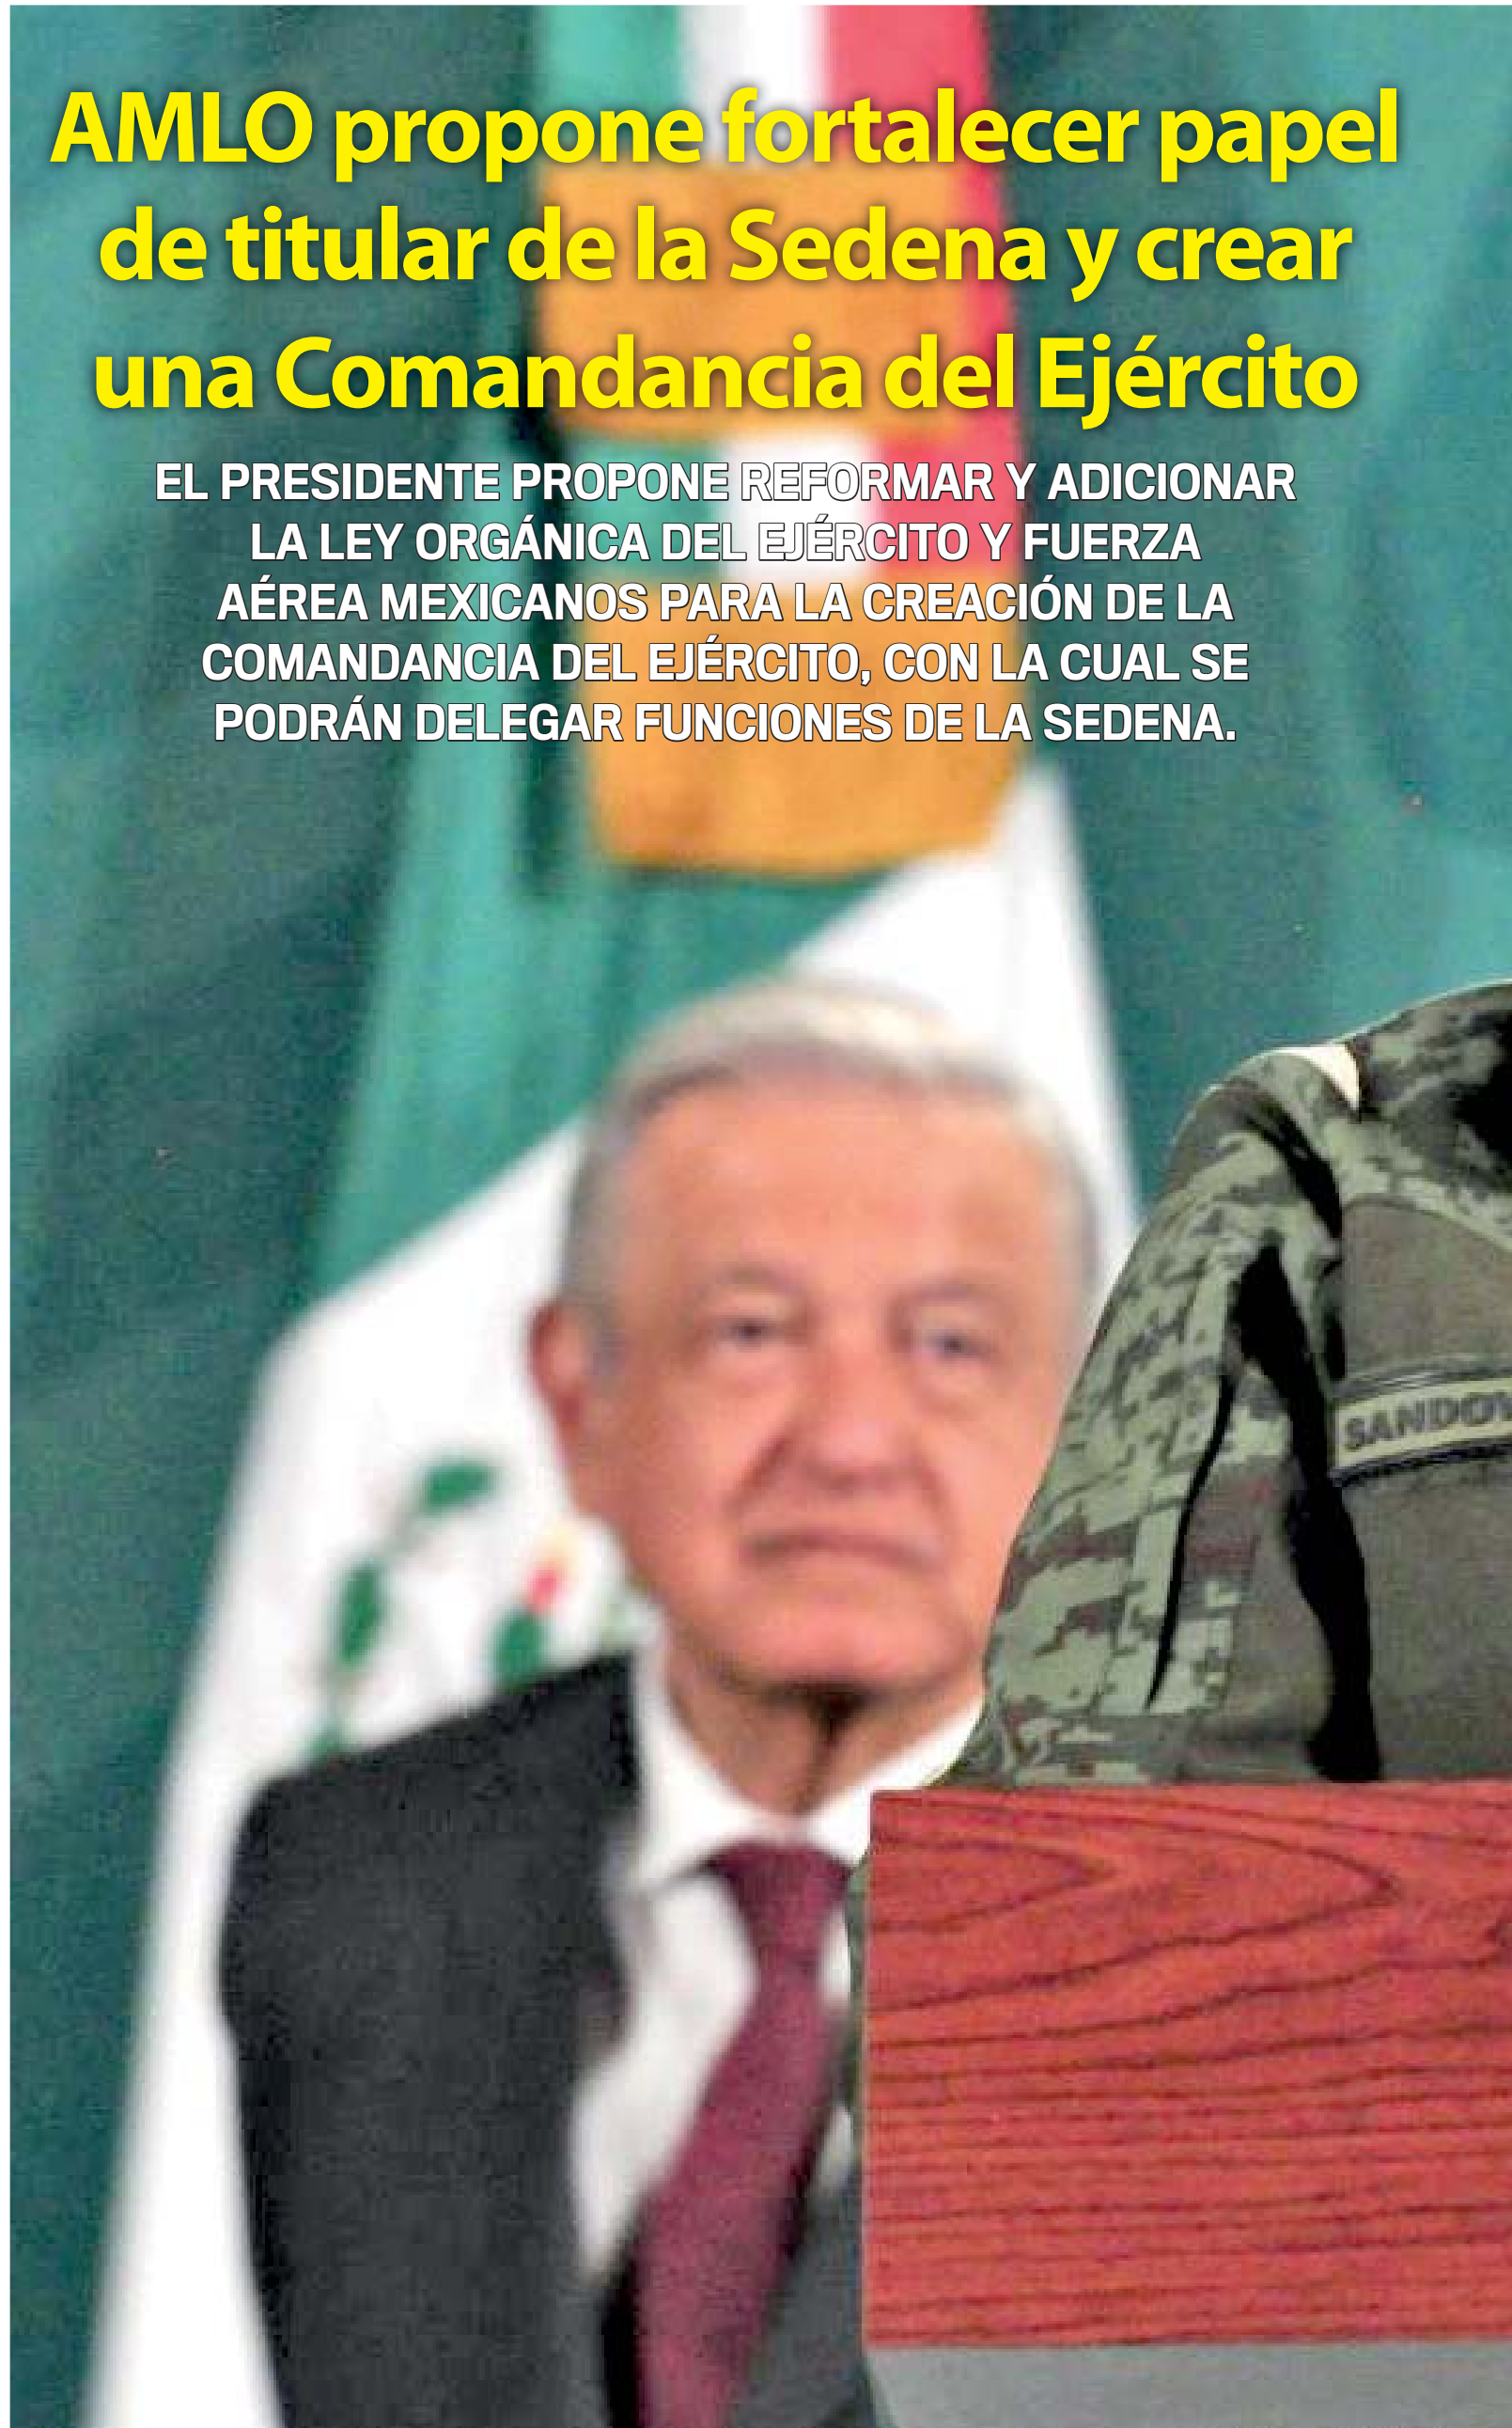 AMLO propone fortalecer papel
de titular de la Sedena y crear
una Comandancia del Ejército
EL PRESIDENTE PROPONE REFORMAR Y ADICIONAR
LA LEY ORGÁNICA DEL EJÉRCITO Y FUERZA
AÉREA MEXICANOS PARA LA CREACIÓN DE LA
COMANDANCIA DEL EJÉRCITO, CON LA CUAL SE
PODRÁN DELEGAR FUNCIONES DE LA SEDENA.
SANDOV